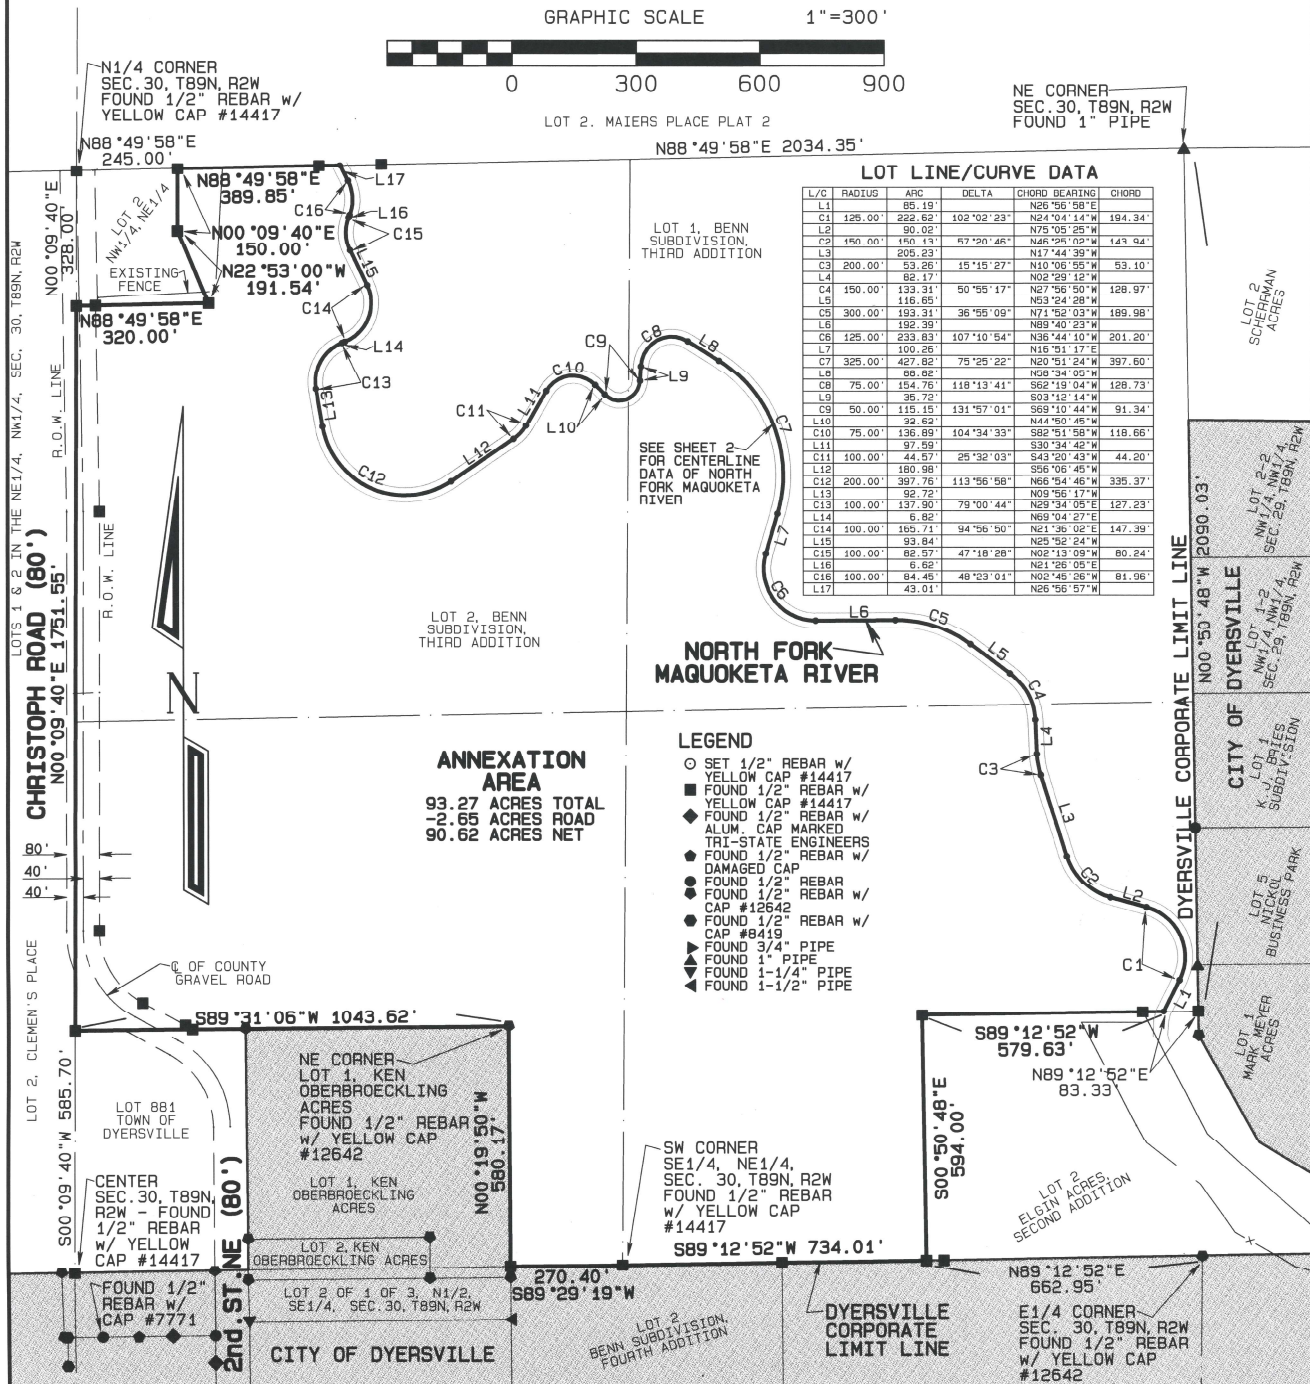 GRAPHIC SCALE 1"=300'
0 300 600 900
N1/4 CORNER
SEC.30, T89N, R2W
FOUND 1/2" REBAR W/
YELLOW CAP #14417
NE CORNER
SEC.30, T89N, R2W
FOUND 1" PIPE
LOT 2. MAIERS PLACE PLAT 2
N88°49'58"E
245.00'
N88°49'58"E 2034.35'
N88°49'58"E
389.85'
N00°09'40"E
150.00'
N22°53'00"W
191.54'
N00°09'40"E
328.00'
LOT 2
NW1/4, NE1/4
EXISTING
FENCE
N88°49'58"E
320.00'
L17
C16
L16
C15
L15
C14
L14
C13
L13
C12
L12
C11
L11
C10
L10
C9
L9
C8
L8
C7
LOT 1, BENN
SUBDIVISION,
THIRD ADDITION
LOT LINE/CURVE DATA
L/C RADIUS ARC DELTA CHORD BEARING CHORD
L1 85.19' N26°56'58"E
C1 125.00' 222.62' 102°02'23" N24°04'14"W 194.34'
L2 90.02' N75°05'25"W
C2 150.00' 150.13' 57°20'46" N46°25'02"W 143.94'
L3 205.23' N17°44'39"W
C3 200.00' 53.26' 15°15'27" N10°06'55"W 53.10'
L4 82.17' N02°29'12"W
C4 150.00' 133.31' 50°55'17" N27°56'50"W 128.97'
L5 116.65' N53°24'28"W
C5 300.00' 193.31' 36°55'09" N71°52'03"W 189.98'
L6 192.39' N89°40'23"W
C6 125.00' 233.83' 107°10'54" N36°44'10"W 201.20'
L7 100.26' N16°51'17"E
C7 325.00' 427.82' 75°25'22" N20°51'24"W 397.60'
L8 88.82' N58°34'05"W
C8 75.00' 154.76' 118°13'41" S62°19'04"W 128.73'
L9 35.72' S03°12'14"W
C9 50.00' 115.15' 131°57'01" S69°10'44"W 91.34'
L10 32.62' N44°50'45"W
C10 75.00' 136.89' 104°34'33" S82°51'58"W 118.66'
L11 97.59' S30°34'42"W
C11 100.00' 44.57' 25°32'03" S43°20'43"W 44.20'
L12 180.98' S56°06'45"W
C12 200.00' 397.76' 113°56'58" N66°54'46"W 335.37'
L13 92.72' N09°56'17"W
C13 100.00' 137.90' 79°00'44" N29°34'05"E 127.23'
L14 6.82' N69°04'27"E
C14 100.00' 165.71' 94°56'50" N21°36'02"E 147.39'
L15 93.84' N25°52'24"W
C15 100.00' 82.57' 47°18'28" N02°13'09"W 80.24'
L16 6.62' N21°26'05"E
C16 100.00' 84.45' 48°23'01" N02°45'26"W 81.96'
L17 43.01' N26°56'57"W
SEE SHEET 2
FOR CENTERLINE
DATA OF NORTH
FORK MAQUOKETA
RIVER
LOT 2
SCHERRMAN
ACRES
LOT 2-2
NW1/4, NW1/4,
SEC. 29, T89N, R2W
LOT 1-2
NW1/4, NW1/4,
SEC. 29, T89N, R2W
LOT 1
K. J. BRIES
SUBDIVISION
LOT 5
NICKOL
BUSINESS PARK
LOT 1
MARK MEYER
ACRES
N00°50'48"W 2090.03'
CITY OF DYERSVILLE
DYERSVILLE CORPORATE LIMIT LINE
LOTS 1 & 2 IN THE NE1/4, NW1/4, SEC. 30, T89N, R2W
R.O.W. LINE
R.O.W. LINE
CHRISTOPH ROAD (80')
N00°09'40"E 1751.55'
LOT 2, BENN
SUBDIVISION,
THIRD ADDITION
N
L7
C6
L6
C5
L5
C4
L4
C3
L3
C2
L2
C1
L1
NORTH FORK
MAQUOKETA RIVER
ANNEXATION
AREA
93.27 ACRES TOTAL
-2.65 ACRES ROAD
90.62 ACRES NET
LEGEND
SET 1/2" REBAR W/
YELLOW CAP #14417
FOUND 1/2" REBAR W/
YELLOW CAP #14417
FOUND 1/2" REBAR W/
ALUM. CAP MARKED
TRI-STATE ENGINEERS
FOUND 1/2" REBAR W/
DAMAGED CAP
FOUND 1/2" REBAR
FOUND 1/2" REBAR W/
CAP #12642
FOUND 1/2" REBAR W/
CAP #8419
FOUND 3/4" PIPE
FOUND 1" PIPE
FOUND 1-1/4" PIPE
FOUND 1-1/2" PIPE
80'
40'
40'
LOT 2, CLEMEN'S PLACE
℄ OF COUNTY
GRAVEL ROAD
S89°31'06"W 1043.62'
S00°09'40"W 585.70'
LOT 881
TOWN OF
DYERSVILLE
NE CORNER
LOT 1, KEN
OBERBROECKLING
ACRES
FOUND 1/2" REBAR
W/ YELLOW CAP
#12642
N00°19'50"W
580.17'
LOT 1, KEN
OBERBROECKLING
ACRES
LOT 2, KEN
OBERBROECKLING ACRES
LOT 2 OF 1 OF 3, N1/2,
SE1/4, SEC.30, T89N, R2W
CENTER
SEC.30, T89N,
R2W - FOUND
1/2" REBAR
W/ YELLOW
CAP #14417
FOUND 1/2"
REBAR W/
CAP #7771
2nd.ST.NE (80')
CITY OF DYERSVILLE
SW CORNER
SE1/4, NE1/4,
SEC. 30, T89N, R2W
FOUND 1/2" REBAR
W/ YELLOW CAP
#14417
S89°12'52"W 734.01'
270.40'
S89°29'19"W
LOT 2
BENN SUBDIVISION,
FOURTH ADDITION
DYERSVILLE
CORPORATE
LIMIT LINE
S89°12'52"W
579.63'
N89°12'52"E
83.33'
S00°50'48"E
594.00'
LOT 2
ELGIN ACRES,
SECOND ADDITION
N89°12'52"E
662.95'
E1/4 CORNER
SEC. 30, T89N, R2W
FOUND 1/2" REBAR
W/ YELLOW CAP
#12642